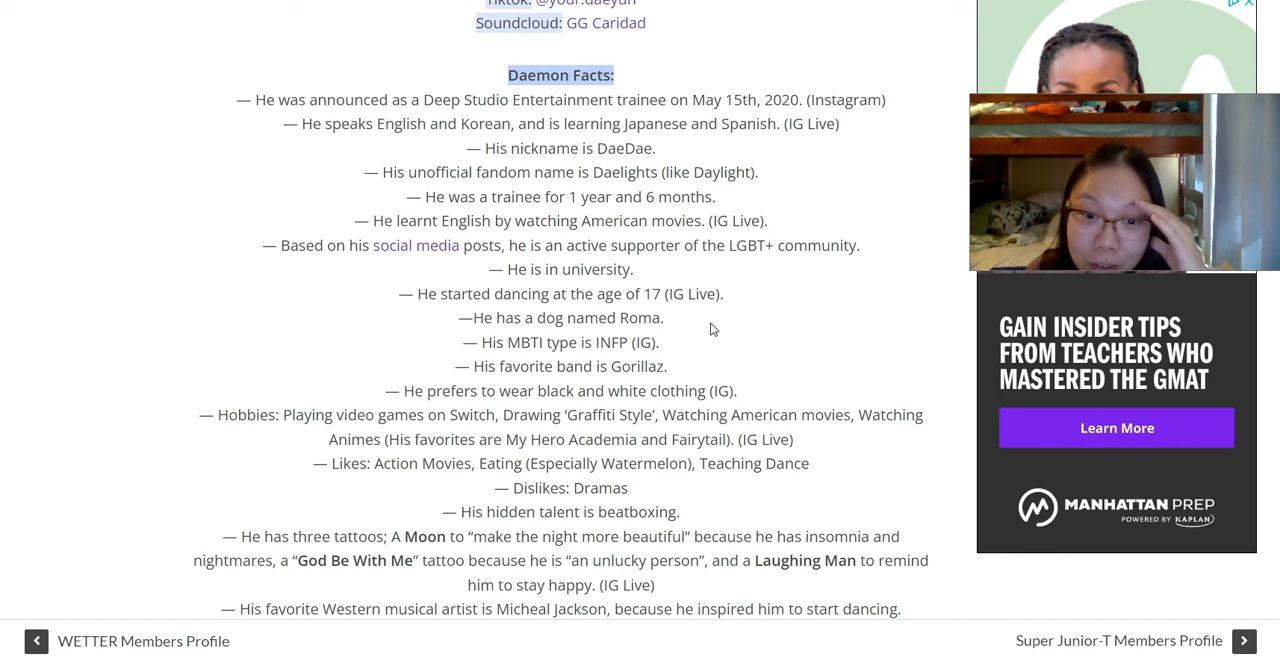 Tiktok: @your.daeyun
Soundcloud: GG Caridad
Daemon Facts:
— He was announced as a Deep Studio Entertainment trainee on May 15th, 2020. (Instagram)
— He speaks English and Korean, and is learning Japanese and Spanish. (IG Live)
— His nickname is DaeDae.
— His unofficial fandom name is Daelights (like Daylight).
— He was a trainee for 1 year and 6 months.
— He learnt English by watching American movies. (IG Live).
— Based on his social media posts, he is an active supporter of the LGBT+ community.
— He is in university.
— He started dancing at the age of 17 (IG Live).
—He has a dog named Roma.
— His MBTI type is INFP (IG).
— His favorite band is Gorillaz.
— He prefers to wear black and white clothing (IG).
— Hobbies: Playing video games on Switch, Drawing ‘Graffiti Style’, Watching American movies, Watching
Animes (His favorites are My Hero Academia and Fairytail). (IG Live)
— Likes: Action Movies, Eating (Especially Watermelon), Teaching Dance
— Dislikes: Dramas
— His hidden talent is beatboxing.
— He has three tattoos; A Moon to “make the night more beautiful” because he has insomnia and
nightmares, a “God Be With Me” tattoo because he is “an unlucky person”, and a Laughing Man to remind
him to stay happy. (IG Live)
— His favorite Western musical artist is Micheal Jackson, because he inspired him to start dancing.
WETTER Members Profile
Super Junior-T Members Profile
GAIN INSIDER TIPS
FROM TEACHERS WHO
MASTERED THE GMAT
Learn More
MANHATTAN PREP
POWERED BY KAPLAN